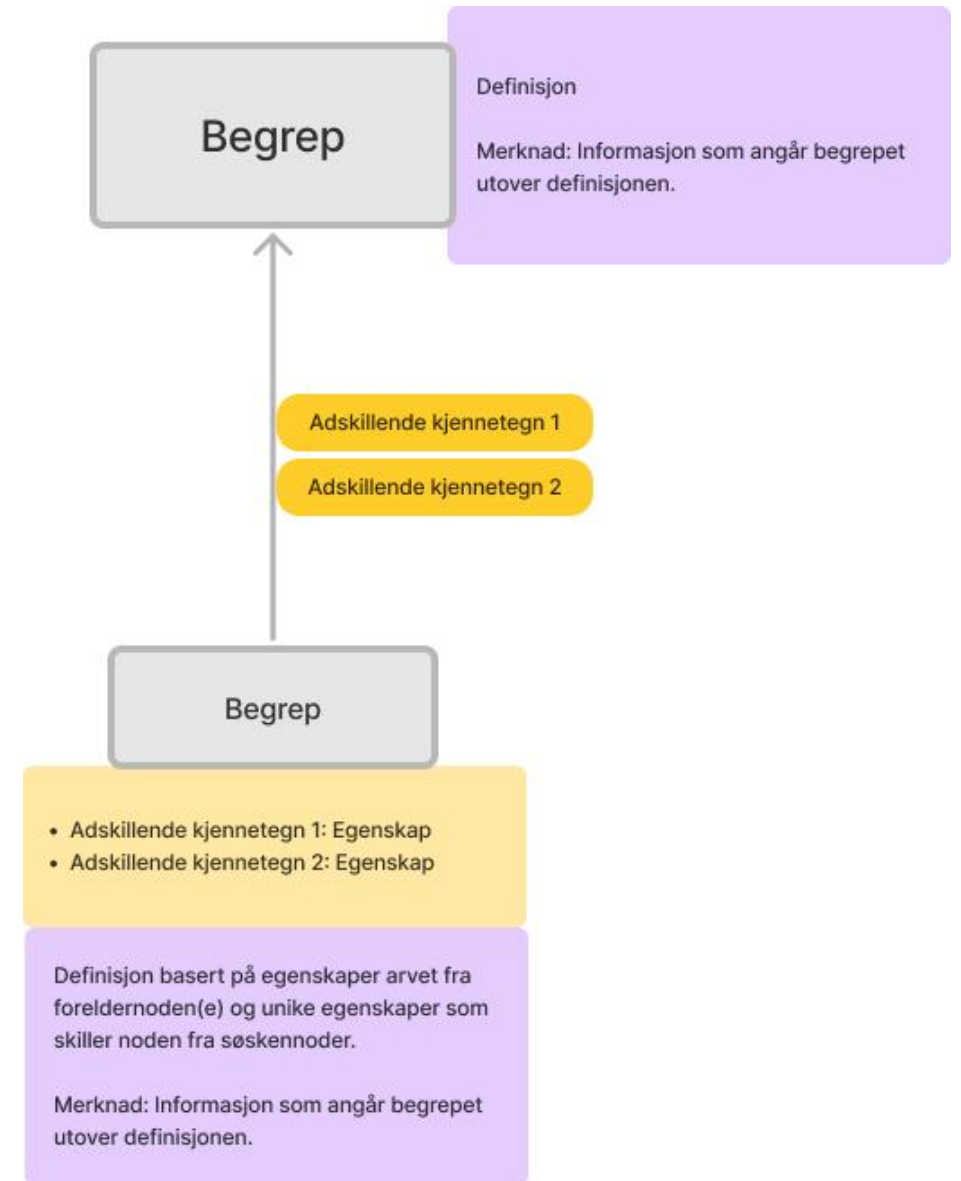 Begrep
Definisjon
Merknad: Informasjon som angår begrepet
utover definisjonen.
Adskillende kjennetegn 1
Adskillende kjennetegn 2
Begrep
• Adskillende kjennetegn 1: Egenskap
• Adskillende kjennetegn 2: Egenskap
Definisjon basert på egenskaper arvet fra
foreldernoden(e) og unike egenskaper som
skiller noden fra søskennoder.
Merknad: Informasjon som angår begrepet
utover definisjonen.